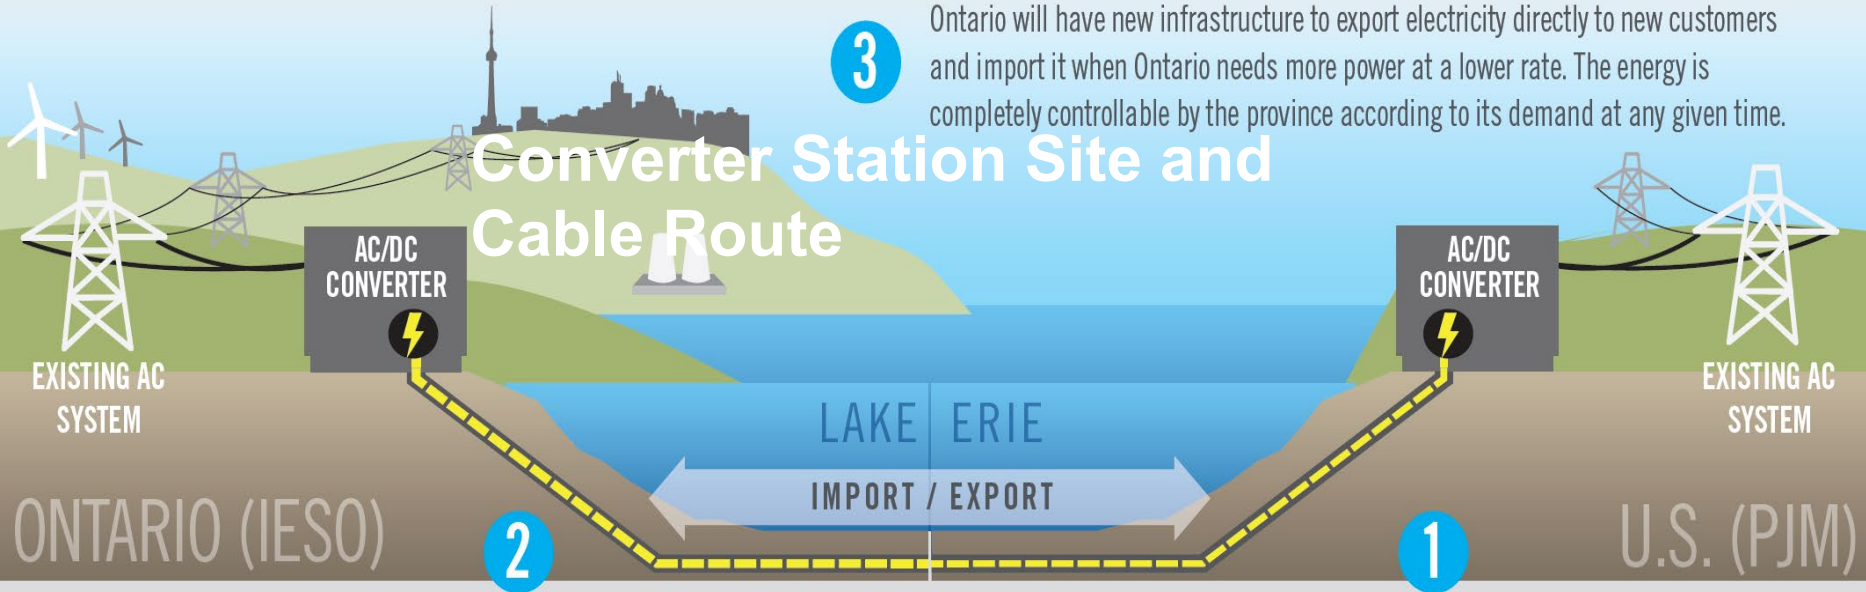 3
Ontario will have new infrastructure to export electricity directly to new customers
and import it when Ontario needs more power at a lower rate. The energy is
completely controllable by the province according to its demand at any given time.
Converter Station Site and
Cable Route
AC/DC
CONVERTER
AC/DC
CONVERTER
EXISTING AC
SYSTEM
EXISTING AC
SYSTEM
LAKE ERIE
IMPORT / EXPORT
ONTARIO (IESO)
2
1
U.S. (PJM)